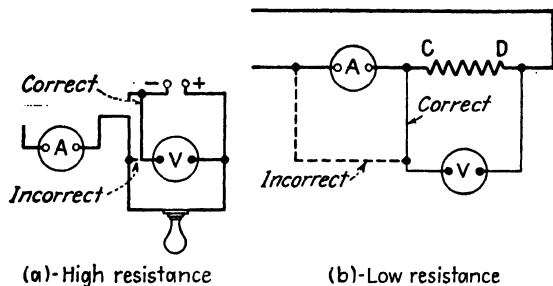 Correct
- +
A
V
Incorrect
(a)-High resistance
C D
A
Correct
V
Incorrect
(b)-Low resistance